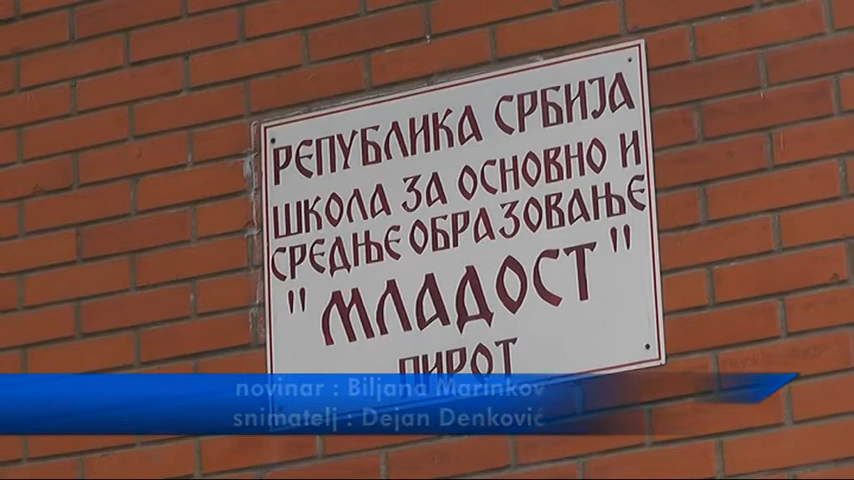 РЕПУБЛИКА СРБИЈА
ШКОЛА ЗА ОСНОВНО И
СРЕДЊЕ ОБРАЗОВАЊЕ
"МЛАДОСТ"
ПИРОТ
novinar : Biljana Marinkov
snimatelj : Dejan Denković